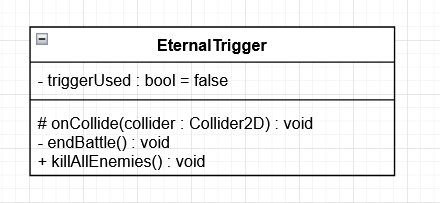 EternalTrigger
- triggerUsed : bool = false
# onCollide(collider : Collider2D) : void
- endBattle() : void
+ killAllEnemies() : void